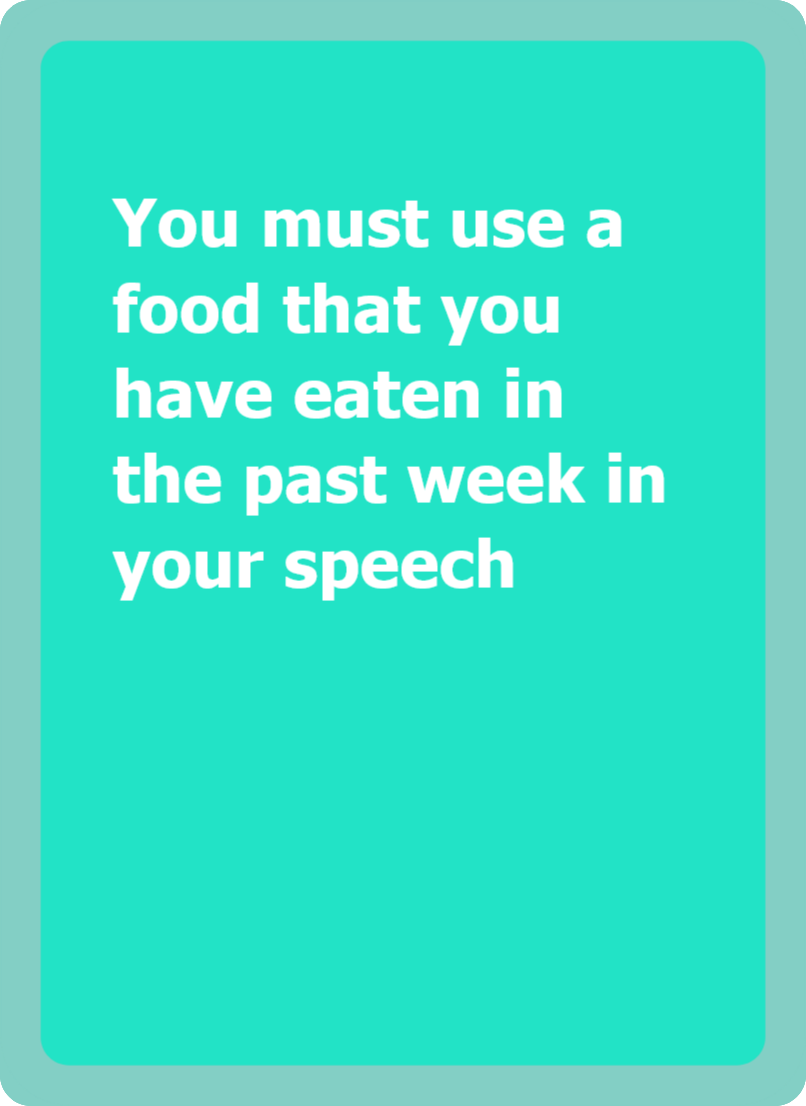 You must use a
food that you
have eaten in
the past week in
your speech